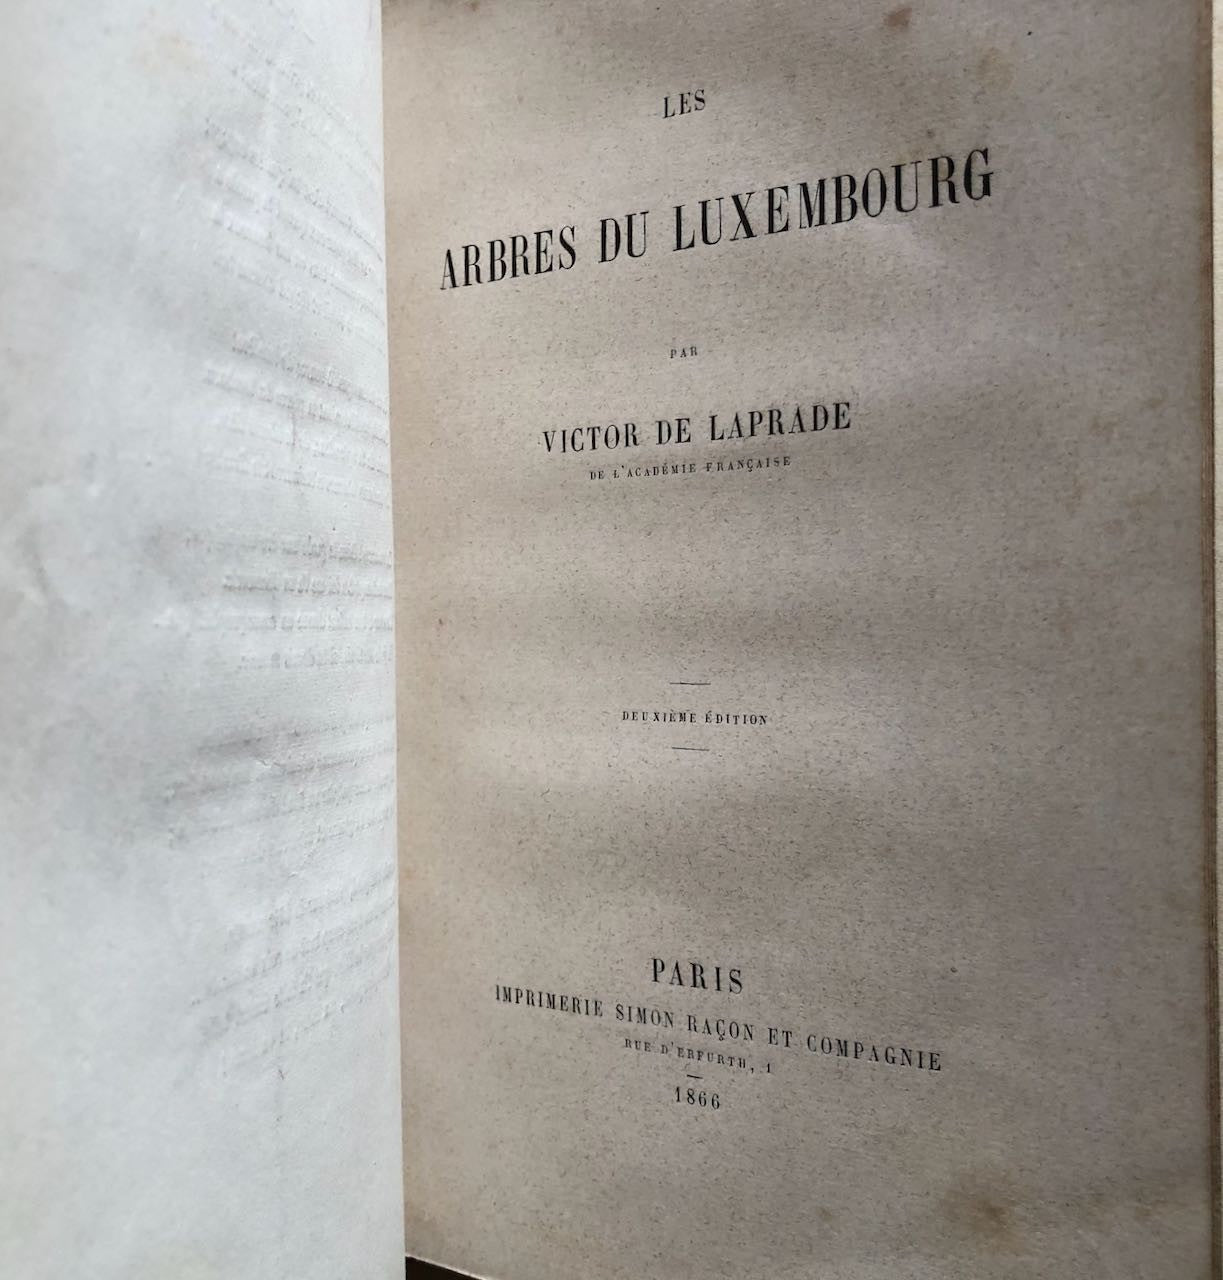 LES
ARBRES DU LUXEMBOURG
PAR
VICTOR DE LAPRADE
DE L'ACADÉMIE FRANÇAISE
DEUXIÈME ÉDITION
PARIS
IMPRIMERIE SIMON RAÇON ET COMPAGNIE
RUE D'ERFURTH, 1
1866